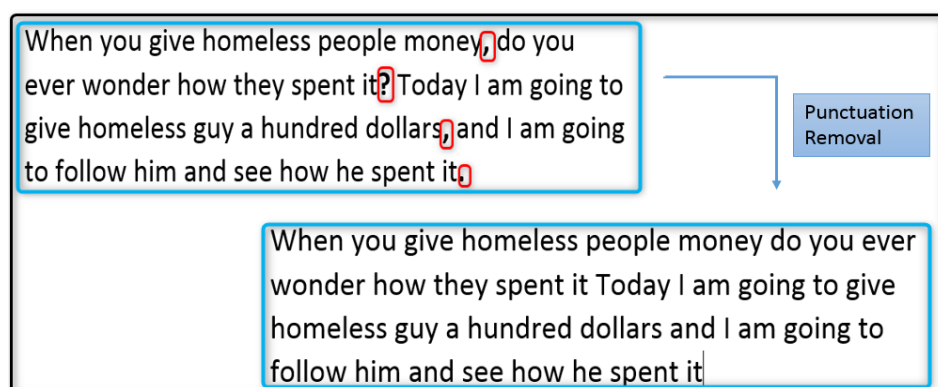 When you give homeless people money, do you
ever wonder how they spent it? Today I am going to
give homeless guy a hundred dollars, and I am going
to follow him and see how he spent it.
Punctuation
Removal
When you give homeless people money do you ever
wonder how they spent it Today I am going to give
homeless guy a hundred dollars and I am going to
follow him and see how he spent it